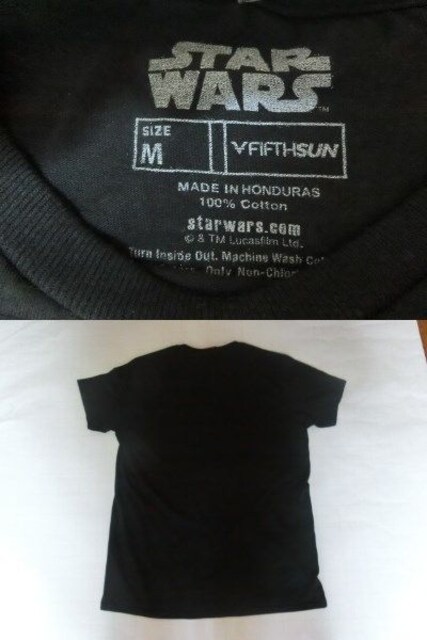 STAR
WARS
TM
SIZE
M
FIFTHSUN
MADE IN HONDURAS
100% Cotton
starwars.com
© & TM Lucasfilm Ltd.
Turn Inside Out. Machine Wash
Only Non-Chlor